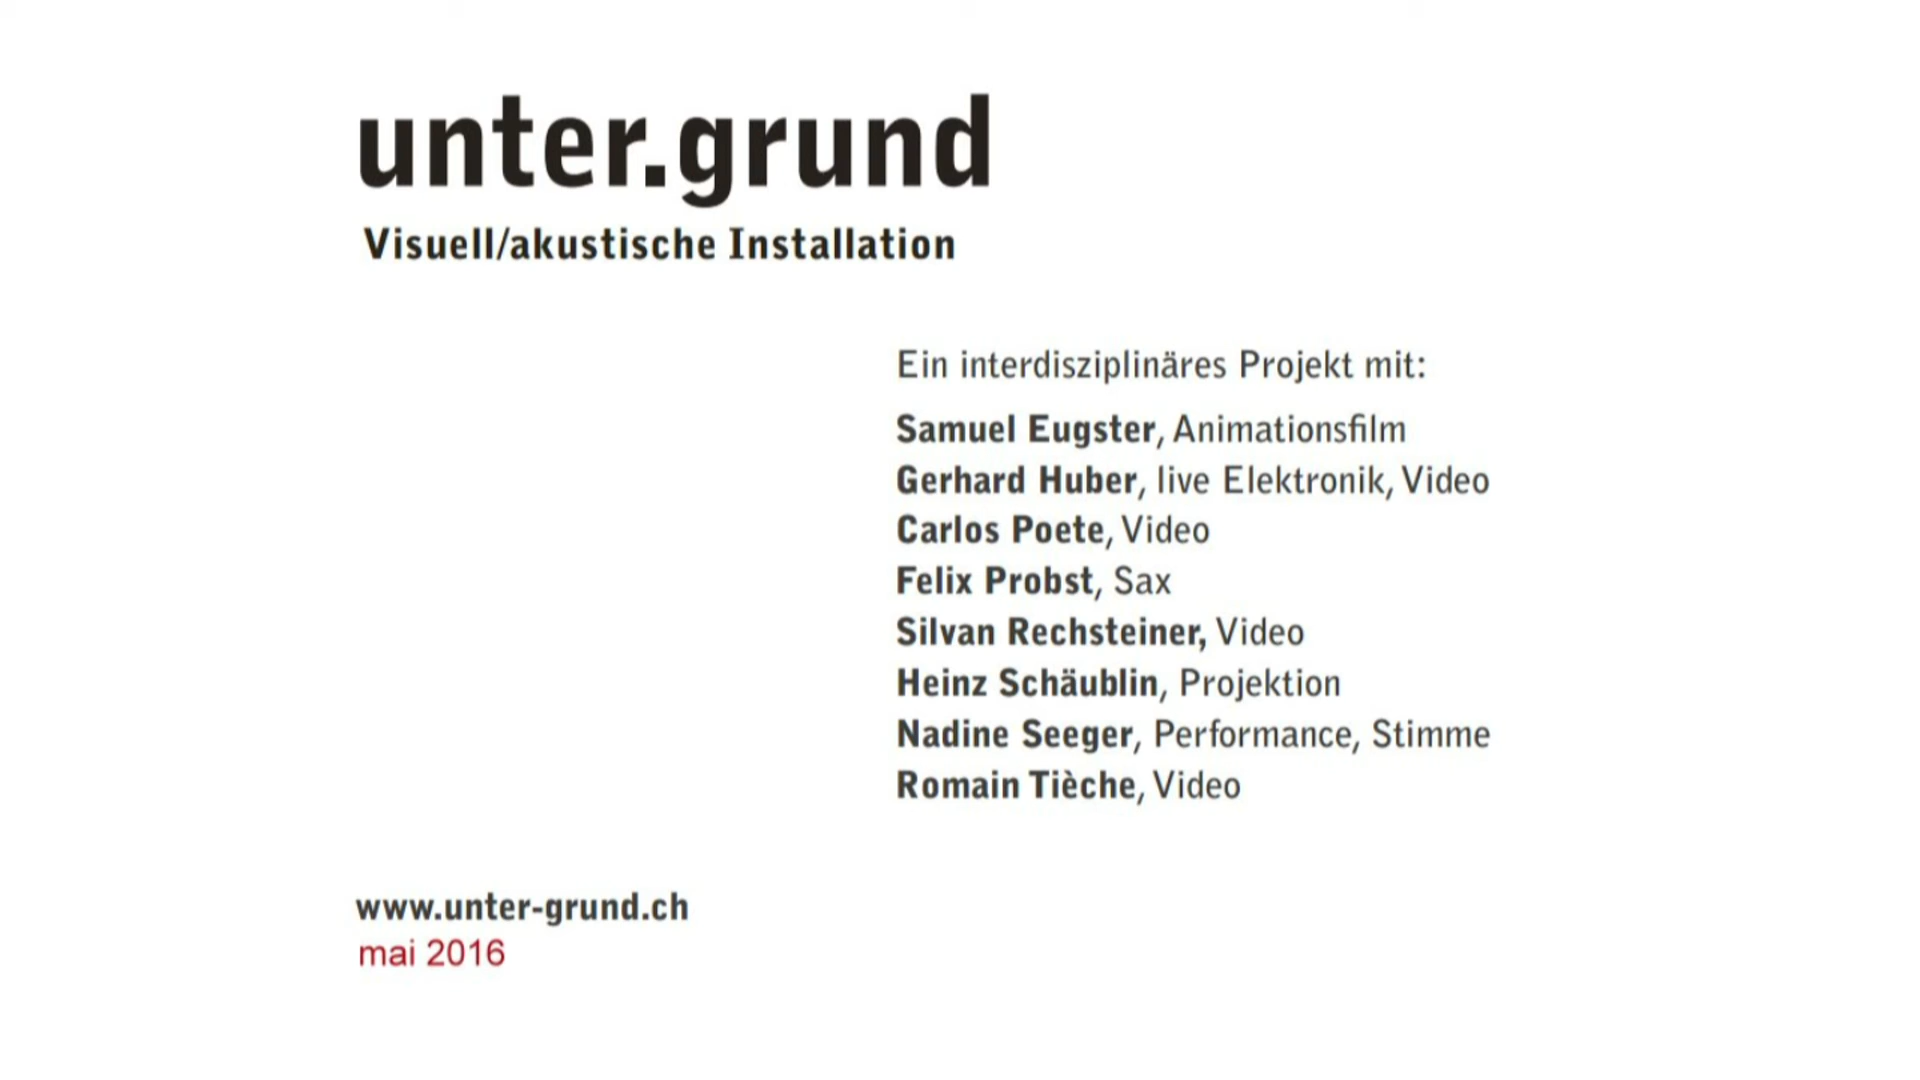 unter.grund
Visuell/akustische Installation
Ein interdisziplinäres Projekt mit:
Samuel Eugster, Animationsfilm
Gerhard Huber, live Elektronik, Video
Carlos Poete, Video
Felix Probst, Sax
Silvan Rechsteiner, Video
Heinz Schäublin, Projektion
Nadine Seeger, Performance, Stimme
Romain Tièche, Video
www.unter-grund.ch
mai 2016